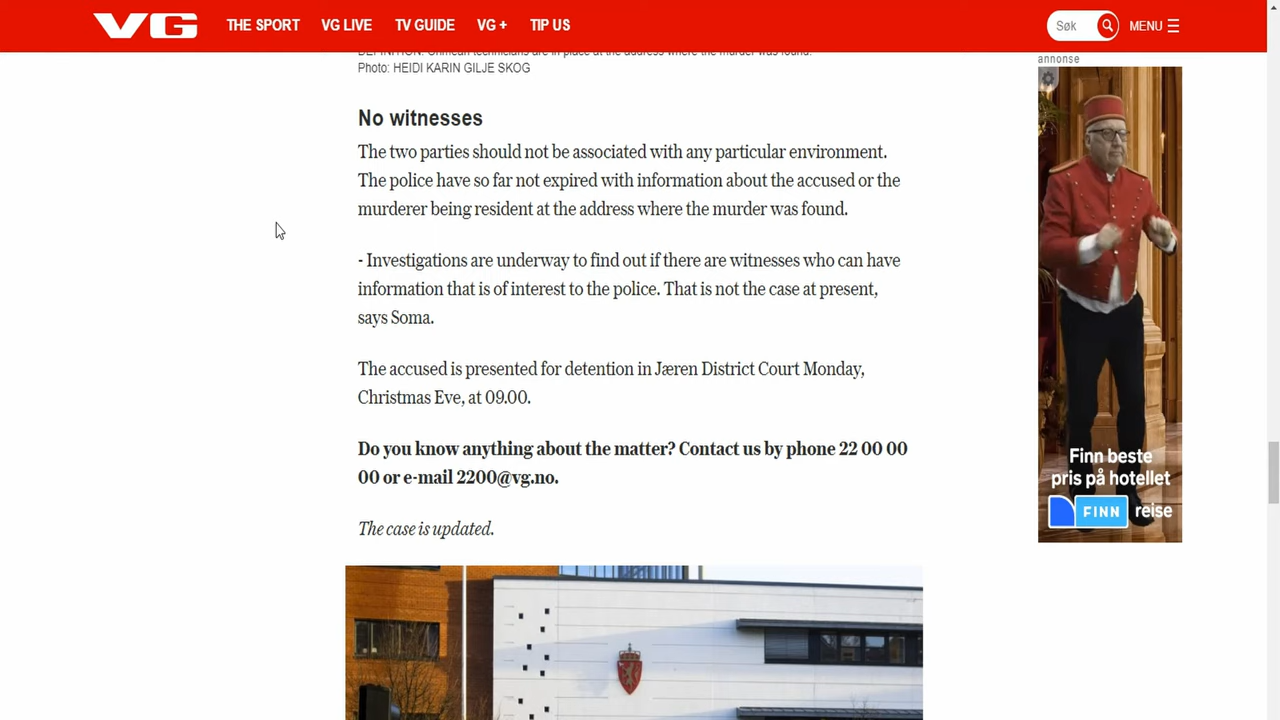 VG
THE SPORT
VG LIVE
TV GUIDE
VG +
TIP US
Søk
MENU
DEFINITION: Crimean technicians are in place at the address where the murder was found.
Photo: HEIDI KARIN GILJE SKOG
annonse
No witnesses
The two parties should not be associated with any particular environment.
The police have so far not expired with information about the accused or the
murderer being resident at the address where the murder was found.
- Investigations are underway to find out if there are witnesses who can have
information that is of interest to the police. That is not the case at present,
says Soma.
The accused is presented for detention in Jæren District Court Monday,
Christmas Eve, at 09.00.
Do you know anything about the matter? Contact us by phone 22 00 00
00 or e-mail 2200@vg.no.
The case is updated.
Finn beste
pris på hotellet
FINN reise